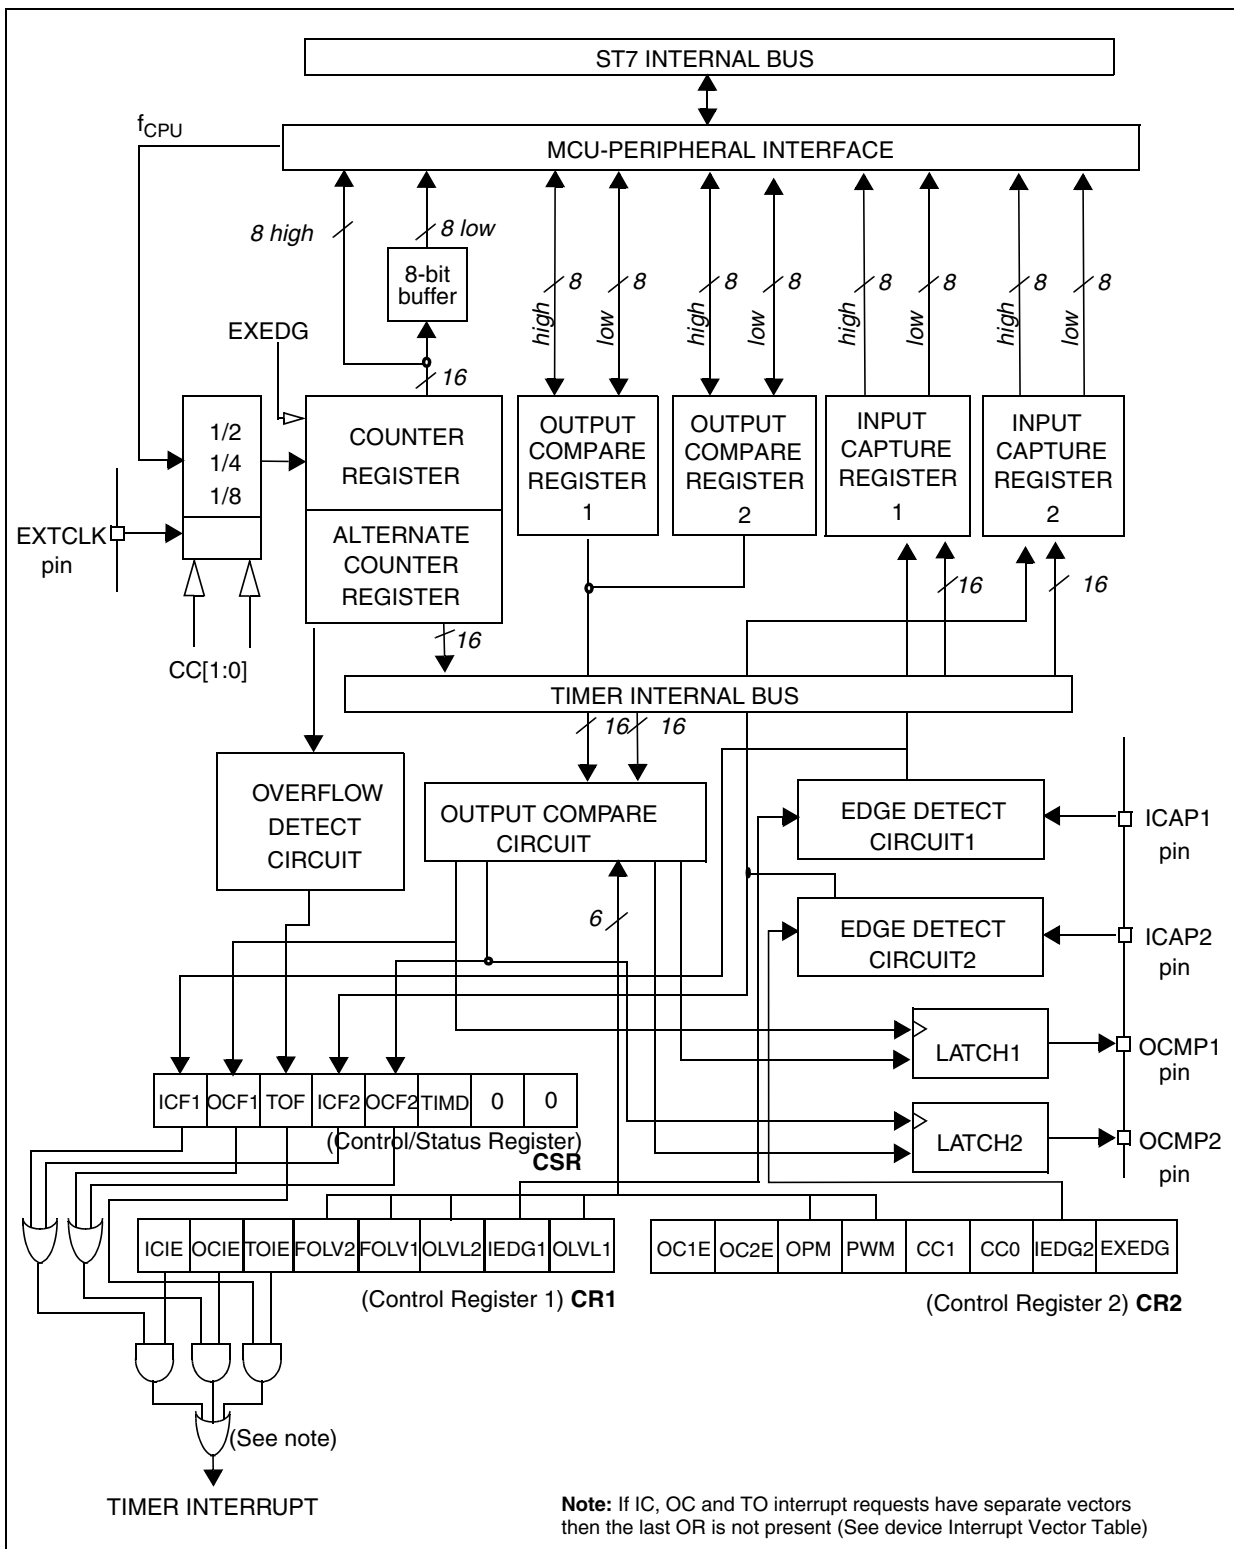 ST7 INTERNAL BUS
fCPU
MCU-PERIPHERAL INTERFACE
8 high
8 low
8-bit
buffer
8
8
8
8
8
8
8
8
high
low
high
low
high
low
high
low
EXEDG
16
1/2
1/4
1/8
COUNTER
REGISTER
ALTERNATE
COUNTER
REGISTER
OUTPUT
COMPARE
REGISTER
1
OUTPUT
COMPARE
REGISTER
2
INPUT
CAPTURE
REGISTER
1
INPUT
CAPTURE
REGISTER
2
EXTCLK
pin
16
16
16
CC[1:0]
TIMER INTERNAL BUS
16
16
OVERFLOW
DETECT
CIRCUIT
OUTPUT COMPARE
CIRCUIT
EDGE DETECT
CIRCUIT1
ICAP1
pin
6
EDGE DETECT
CIRCUIT2
ICAP2
pin
LATCH1
OCMP1
pin
LATCH2
OCMP2
pin
ICF1 OCF1 TOF ICF2 OCF2 TIMD 0 0
(Control/Status Register)
CSR
ICIE OCIE TOIE FOLV2 FOLV1 OLVL2 IEDG1 OLVL1
(Control Register 1) CR1
OC1E OC2E OPM PWM CC1 CC0 IEDG2 EXEDG
(Control Register 2) CR2
(See note)
TIMER INTERRUPT
Note: If IC, OC and TO interrupt requests have separate vectors
then the last OR is not present (See device Interrupt Vector Table)